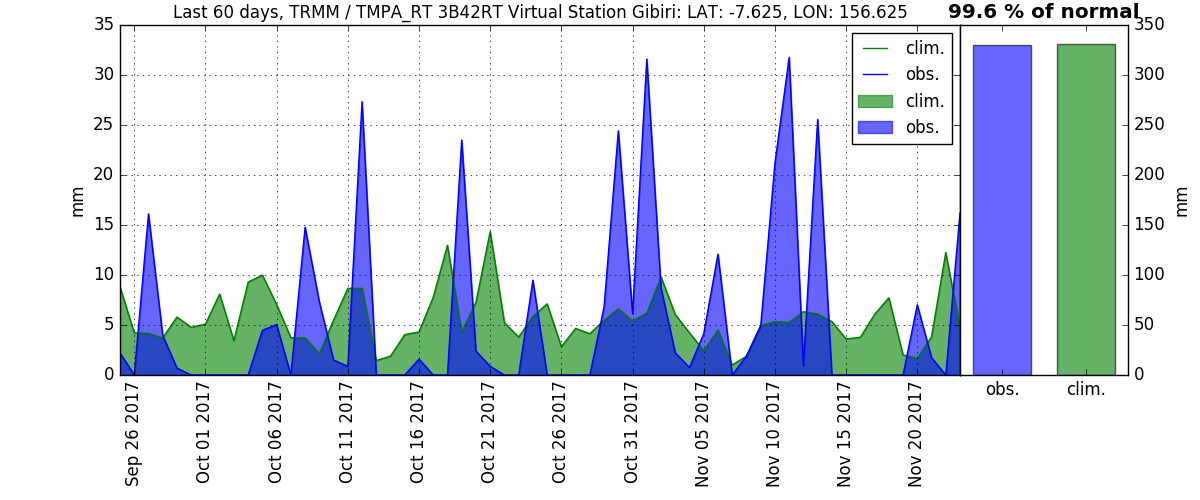 Last 60 days, TRMM / TMPA_RT 3B42RT Virtual Station Gibiri: LAT: -7.625, LON: 156.625
99.6 % of normal
35
30
25
20
15
10
5
0
mm
clim.
obs.
clim.
obs.
350
300
250
200
150
100
50
0
mm
Sep 26 2017
Oct 01 2017
Oct 06 2017
Oct 11 2017
Oct 16 2017
Oct 21 2017
Oct 26 2017
Oct 31 2017
Nov 05 2017
Nov 10 2017
Nov 15 2017
Nov 20 2017
obs.
clim.